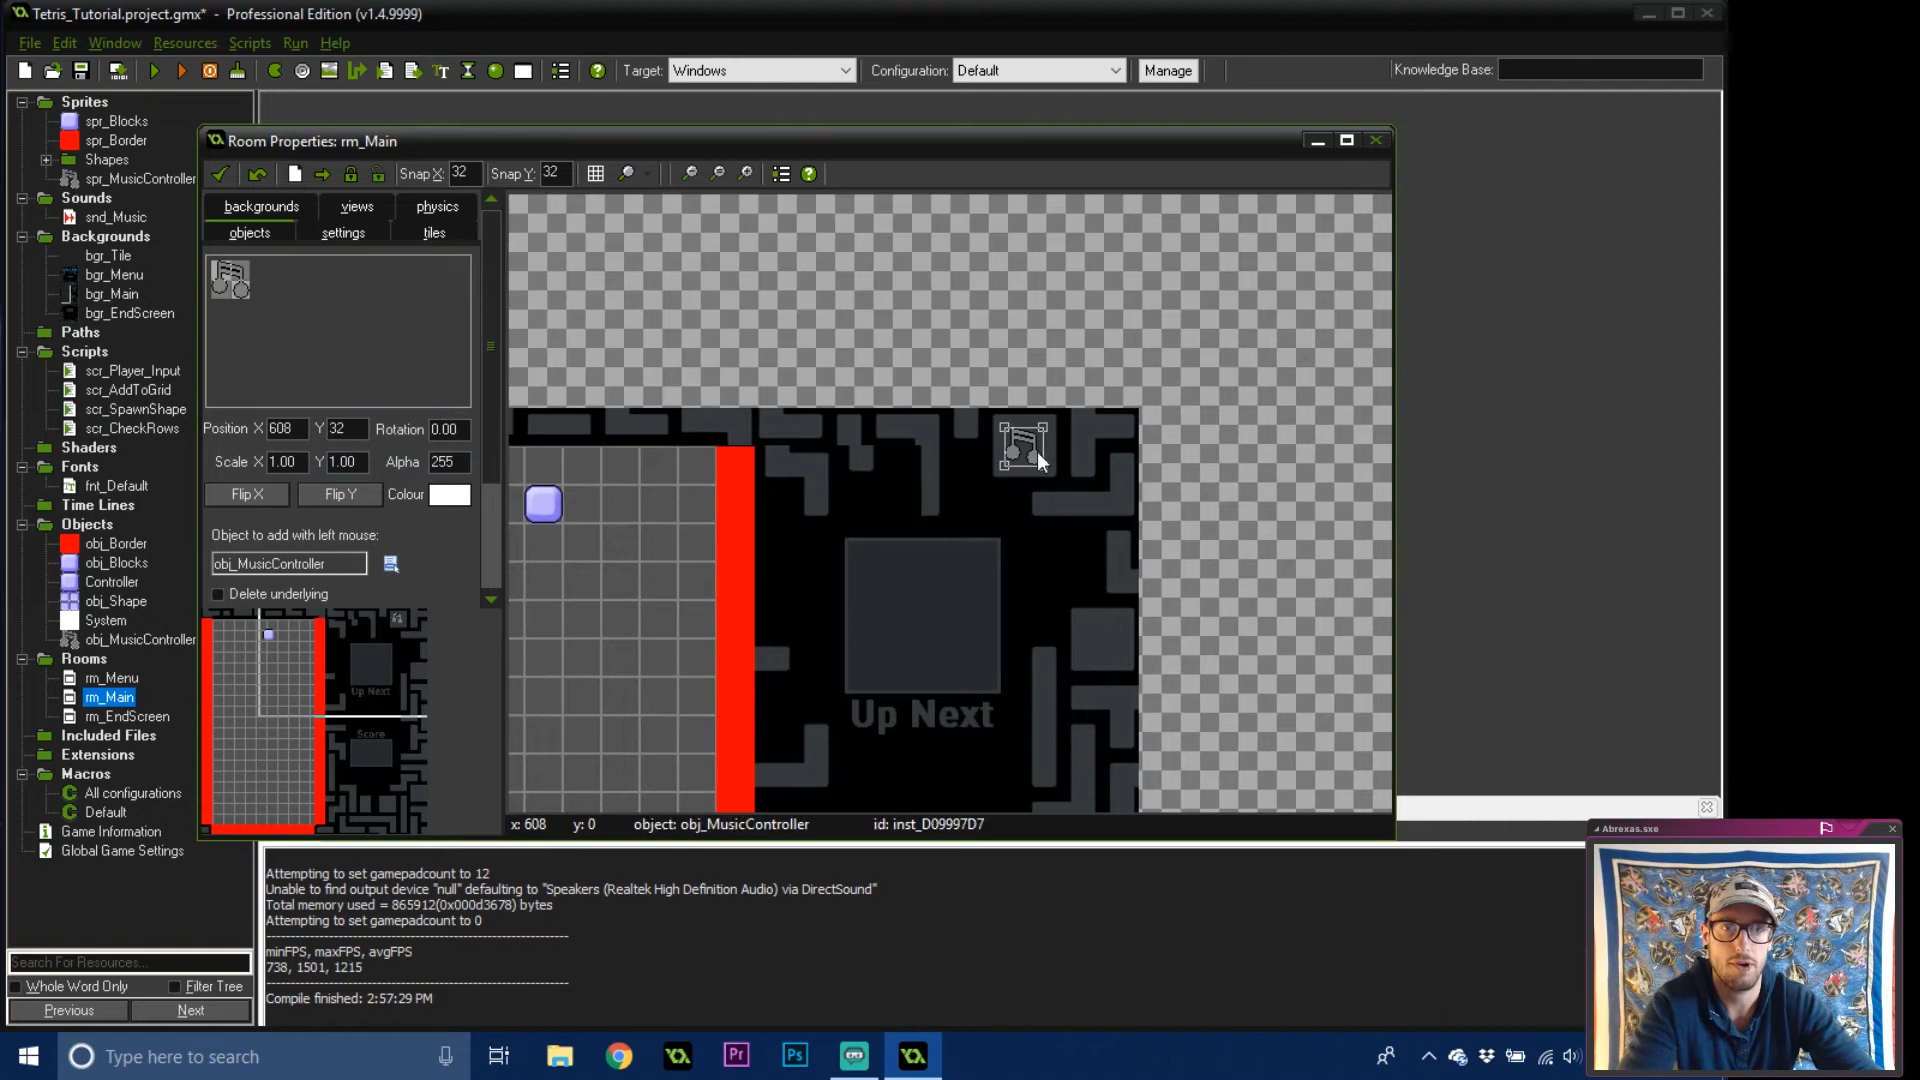 Tetris_Tutorial.project.gmx* - Professional Edition (v1.4.9999)
File Edit Window Resources Scripts Run Help
Target: Windows Configuration: Default Manage Knowledge Base:
Sprites
spr_Blocks
spr_Border
Shapes
spr_MusicController
Sounds
snd_Music
Backgrounds
bgr_Tile
bgr_Menu
bgr_Main
bgr_EndScreen
Paths
Scripts
scr_Player_Input
scr_AddToGrid
scr_SpawnShape
scr_CheckRows
Shaders
Fonts
fnt_Default
Time Lines
Objects
obj_Border
obj_Blocks
Controller
obj_Shape
System
obj_MusicController
Rooms
rm_Menu
rm_Main
rm_EndScreen
Included Files
Extensions
Macros
All configurations
Default
Game Information
Global Game Settings
Search For Resources...
Whole Word Only Filter Tree
Previous Next
Room Properties: rm_Main
Snap X: 32 Snap Y: 32
backgrounds views physics
objects settings tiles
Position X 608 Y 32 Rotation 0.00
Scale X 1.00 Y 1.00 Alpha 255
Flip X Flip Y Colour
Object to add with left mouse:
obj_MusicController
Delete underlying
Up Next
Score
Up Next
x: 608 y: 0 object: obj_MusicController id: inst_D09997D7
Attempting to set gamepadcount to 12
Unable to find output device "null" defaulting to "Speakers (Realtek High Definition Audio) via DirectSound"
Total memory used = 865912(0x000d3678) bytes
Attempting to set gamepadcount to 0
minFPS, maxFPS, avgFPS
738, 1501, 1215
Compile finished: 2:57:29 PM
Abrexas.sxe
Type here to search
Pr
Ps